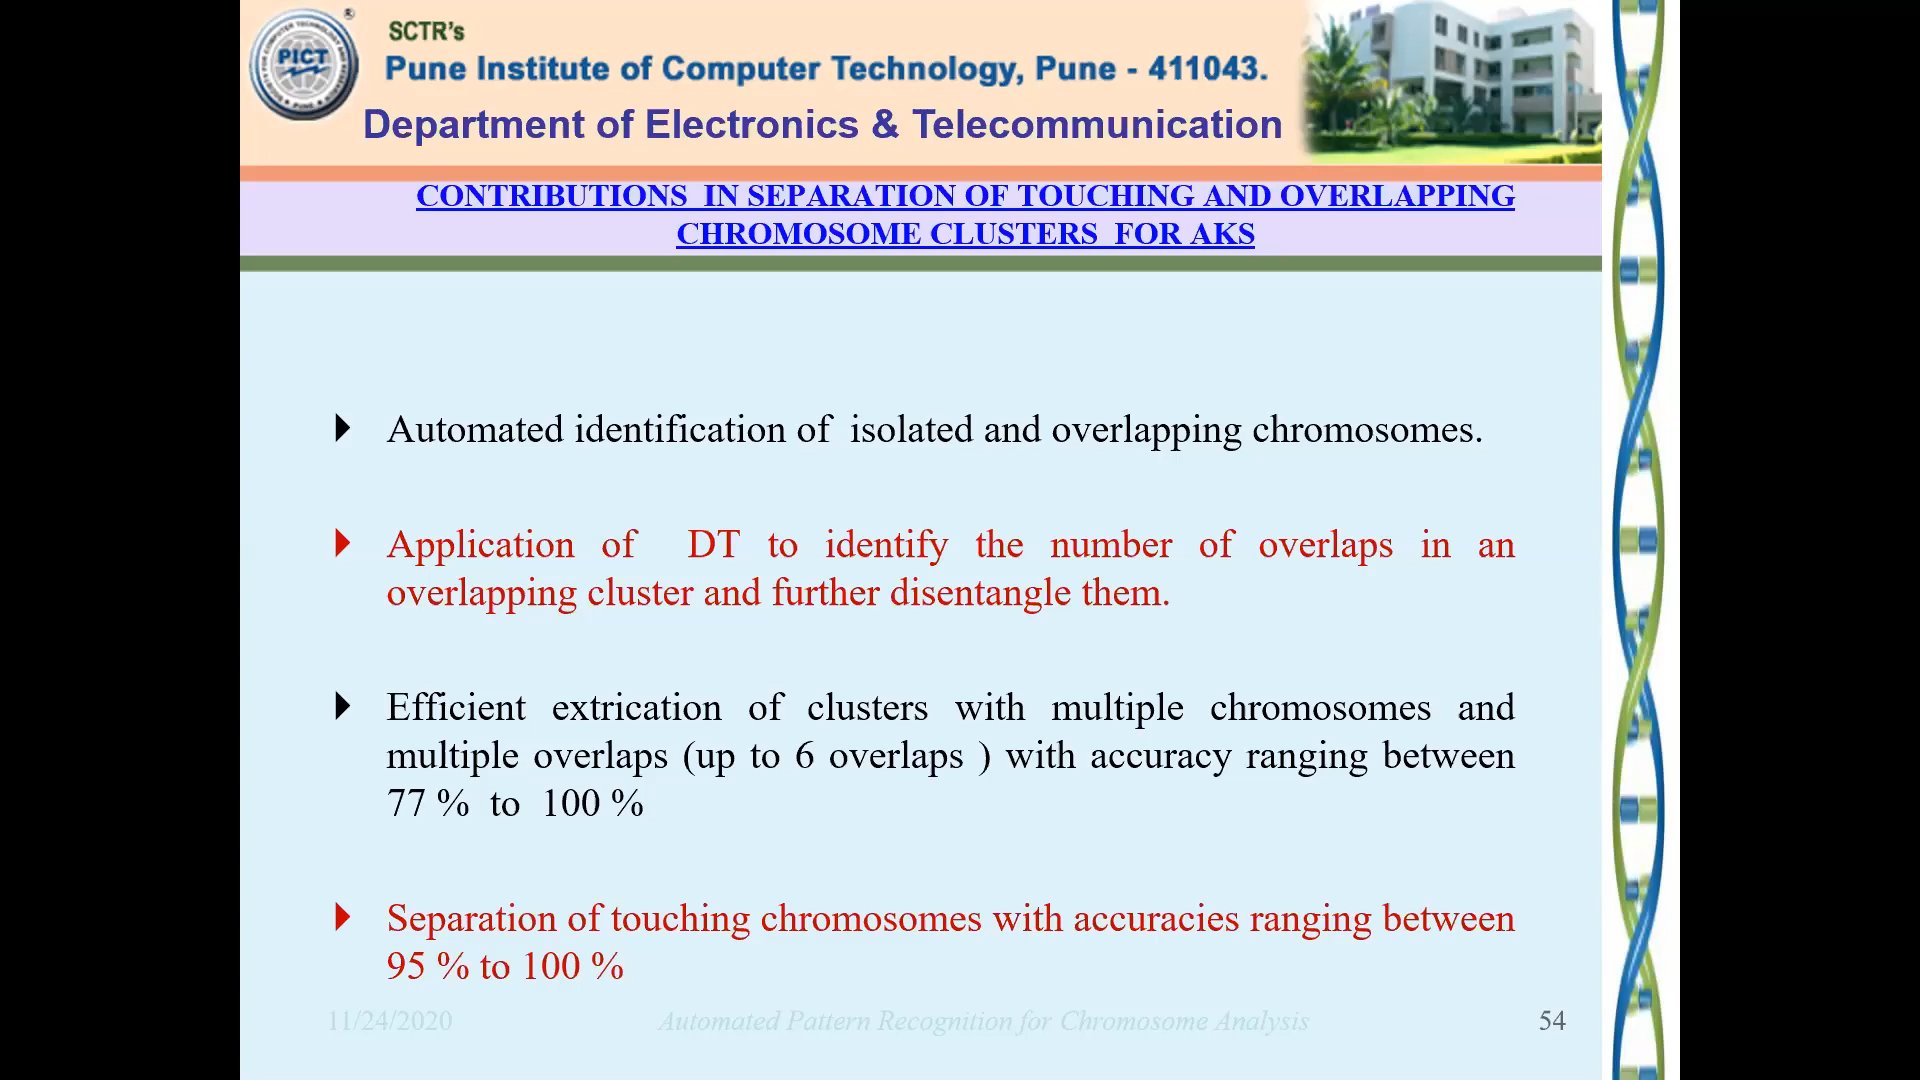 SCTR's
PICT
Pune Institute of Computer Technology, Pune - 411043.
Department of Electronics & Telecommunication
CONTRIBUTIONS IN SEPARATION OF TOUCHING AND OVERLAPPING
CHROMOSOME CLUSTERS FOR AKS
Automated identification of isolated and overlapping chromosomes.
Application of DT to identify the number of overlaps in an
overlapping cluster and further disentangle them.
Efficient extrication of clusters with multiple chromosomes and
multiple overlaps (up to 6 overlaps ) with accuracy ranging between
77 % to 100 %
Separation of touching chromosomes with accuracies ranging between
95 % to 100 %
11/24/2020
Automated Pattern Recognition for Chromosome Analysis
54